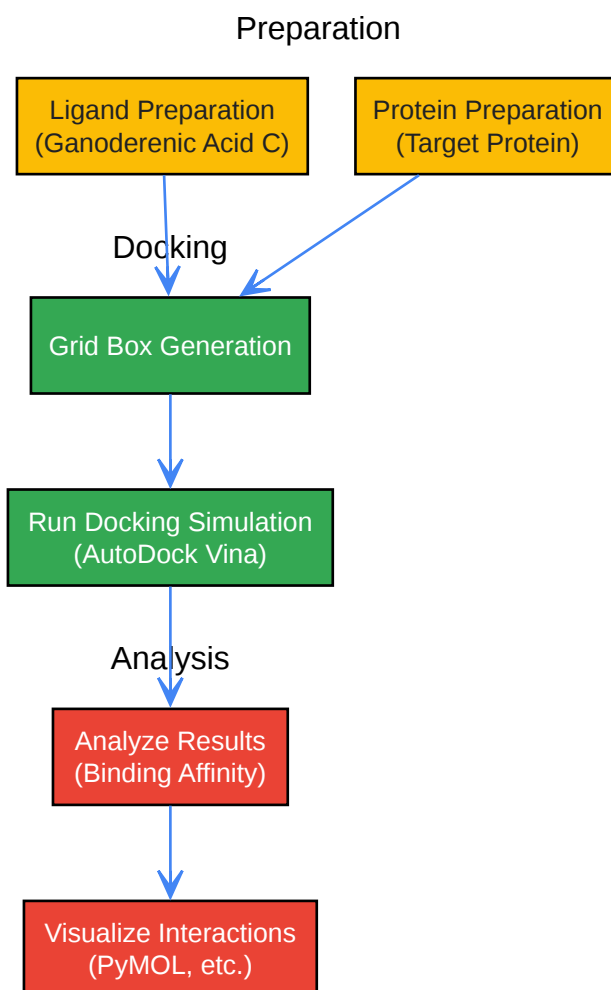 Preparation
Ligand Preparation
(Ganoderenic Acid C)
Protein Preparation
(Target Protein)
Docking
Grid Box Generation
Run Docking Simulation
(AutoDock Vina)
Analysis
Analyze Results
(Binding Affinity)
Visualize Interactions
(PyMOL, etc.)